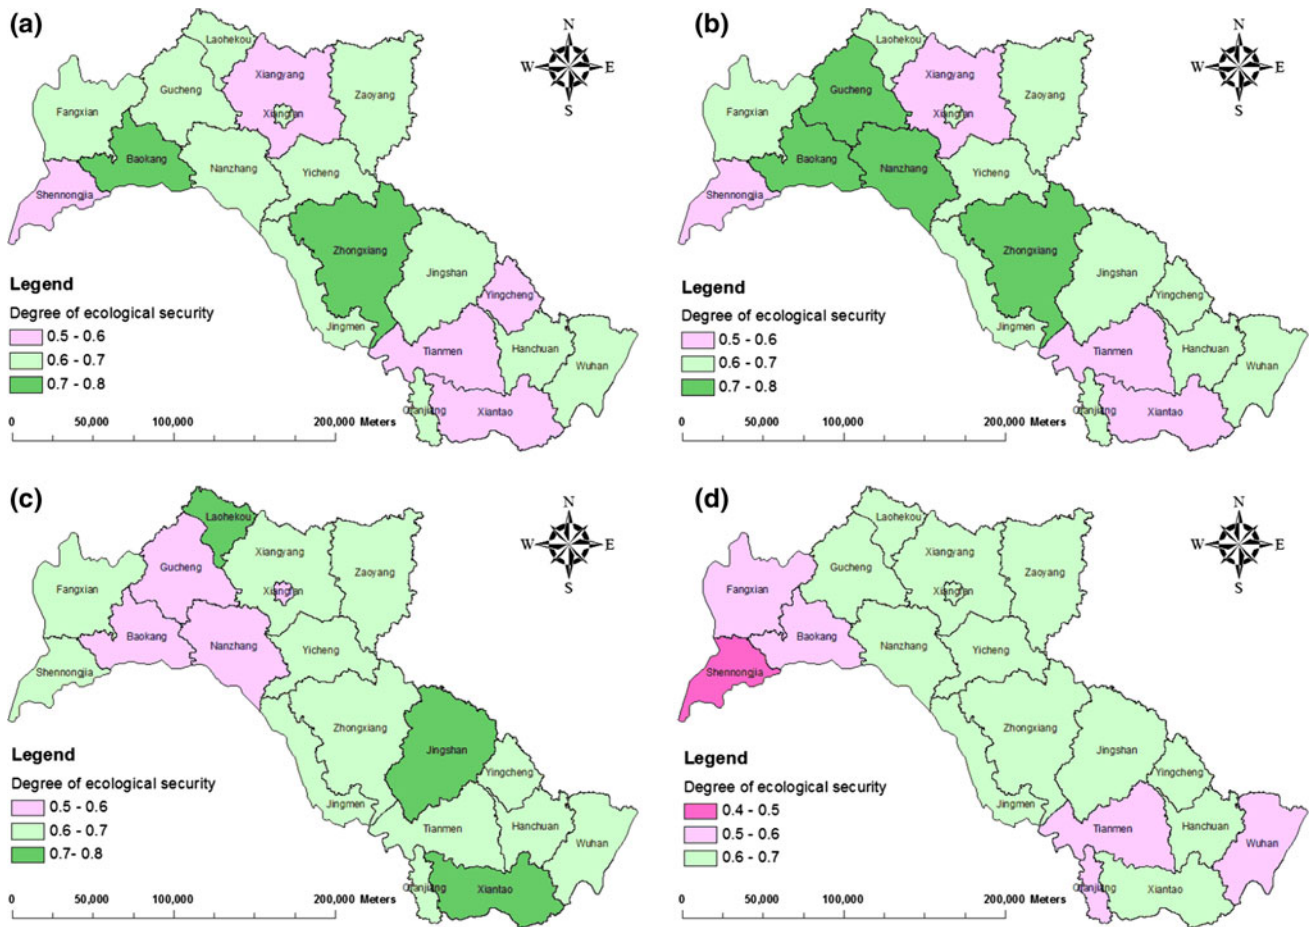 (a)
N
W E
S
Laohekou
Xiangyang
Gucheng
Zaoyang
Fangxian
Xiangfan
Baokang
Nanzhang
Yicheng
Shennongjia
Zhongxiang
Jingshan
Yingcheng
Jingmen
Hanchuan
Tianmen
Wuhan
Qianjiang
Xiantao
Legend
Degree of ecological security
0.5 - 0.6
0.6 - 0.7
0.7 - 0.8
0 50,000 100,000 200,000 Meters
(b)
N
W E
S
Laohekou
Xiangyang
Gucheng
Zaoyang
Fangxian
Xiangfan
Baokang
Nanzhang
Yicheng
Shennongjia
Zhongxiang
Jingshan
Yingcheng
Jingmen
Hanchuan
Tianmen
Wuhan
Qianjiang
Xiantao
Legend
Degree of ecological security
0.5 - 0.6
0.6 - 0.7
0.7 - 0.8
0 50,000 100,000 200,000 Meters
(c)
N
W E
S
Laohekou
Xiangyang
Gucheng
Zaoyang
Fangxian
Xiangfan
Baokang
Nanzhang
Yicheng
Shennongjia
Zhongxiang
Jingshan
Yingcheng
Jingmen
Hanchuan
Tianmen
Wuhan
Qianjiang
Xiantao
Legend
Degree of ecological security
0.5 - 0.6
0.6 - 0.7
0.7- 0.8
0 50,000 100,000 200,000 Meters
(d)
N
W E
S
Laohekou
Xiangyang
Gucheng
Zaoyang
Fangxian
Xiangfan
Baokang
Nanzhang
Yicheng
Shennongjia
Zhongxiang
Jingshan
Yingcheng
Jingmen
Hanchuan
Tianmen
Wuhan
Qianjiang
Xiantao
Legend
Degree of ecological security
0.4 - 0.5
0.5 - 0.6
0.6 - 0.7
0 50,000 100,000 200,000 Meters